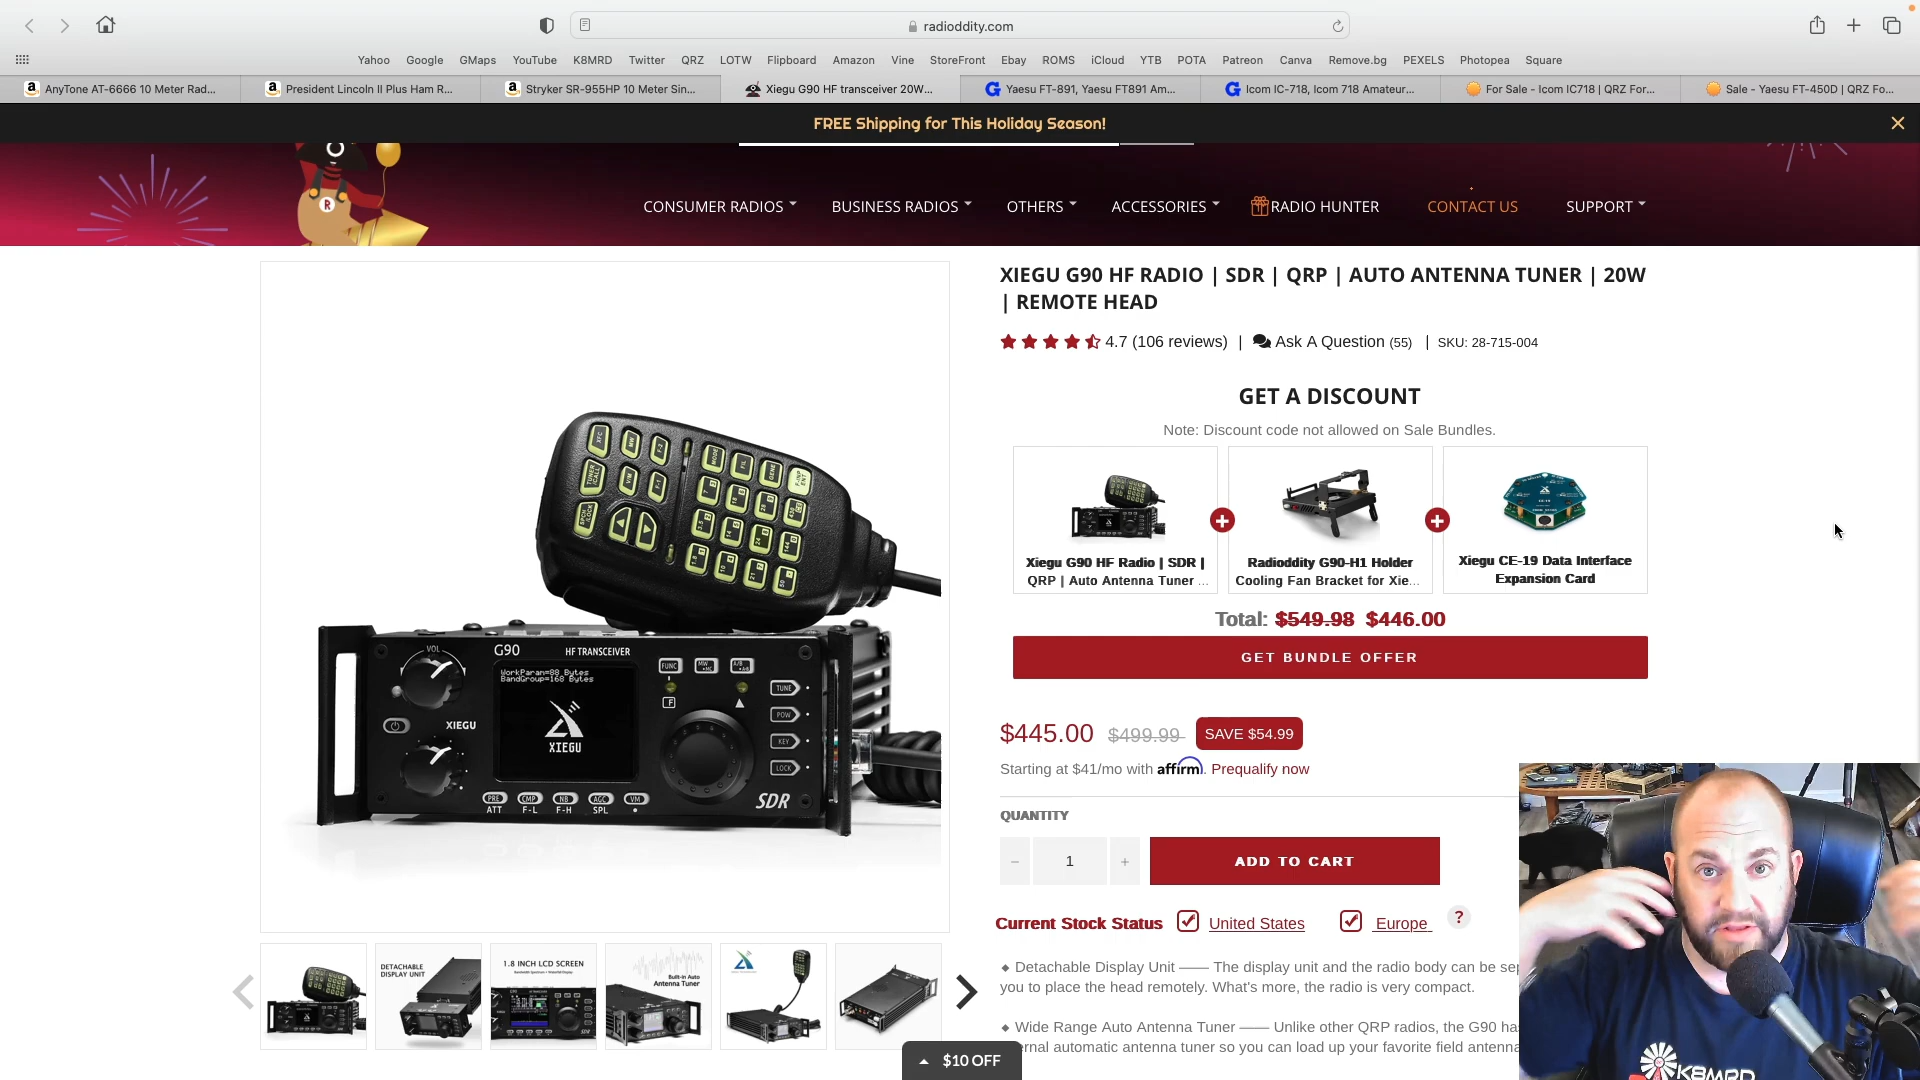 radioddity.com
Yahoo Google GMaps YouTube K8MRD Twitter QRZ LOTW Flipboard Amazon Vine StoreFront Ebay ROMS iCloud YTB POTA Patreon Canva Remove.bg PEXELS Photopea Square
AnyTone AT-6666 10 Meter Rad...
President Lincoln II Plus Ham R...
Stryker SR-955HP 10 Meter Sin...
Xiegu G90 HF transceiver 20W...
Yaesu FT-891, Yaesu FT891 Am...
Icom IC-718, Icom 718 Amateur...
For Sale - Icom IC718 | QRZ For...
Sale - Yaesu FT-450D | QRZ Fo...
FREE Shipping for This Holiday Season!
R
CONSUMER RADIOS BUSINESS RADIOS OTHERS ACCESSORIES RADIO HUNTER CONTACT US SUPPORT
XIEGU G90 HF RADIO | SDR | QRP | AUTO ANTENNA TUNER | 20W
| REMOTE HEAD
4.7 (106 reviews) | Ask A Question (55) | SKU: 28-715-004
GET A DISCOUNT
Note: Discount code not allowed on Sale Bundles.
Xiegu G90 HF Radio | SDR |
QRP | Auto Antenna Tuner ...
Radioddity G90-H1 Holder
Cooling Fan Bracket for Xie...
Xiegu CE-19 Data Interface
Expansion Card
Total: $549.98 $446.00
GET BUNDLE OFFER
$445.00 $499.99 SAVE $54.99
Starting at $41/mo with affirm. Prequalify now
QUANTITY
− 1 + ADD TO CART
Current Stock Status United States Europe ?
◆ Detachable Display Unit —— The display unit and the radio body can be sep
you to place the head remotely. What's more, the radio is very compact.
◆ Wide Range Auto Antenna Tuner —— Unlike other QRP radios, the G90 has
ernal automatic antenna tuner so you can load up your favorite field antenna
VOL
G90 HF TRANSCEIVER
WorkParam=88 Bytes
BandGroup=168 Bytes
XIEGU
XIEGU
FUNC MW A/B
F
TUNE
POW
KEY
LOCK
PRE CMP NB AGC VM
ATT F-L F-H SPL
SDR
DETACHABLE
DISPLAY UNIT
1.8 INCH LCD SCREEN
Built-in Auto
Antenna Tuner
$10 OFF
K8MRD